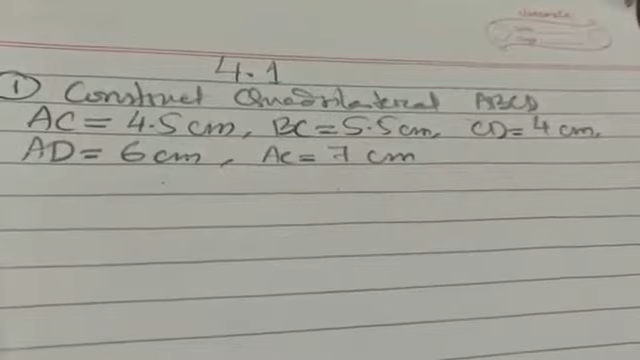 4.1
① Construct Quadrilateral ABCD
AC = 4.5 cm, BC = 5.5 cm, CD = 4 cm,
AD = 6 cm, AC = 7 cm